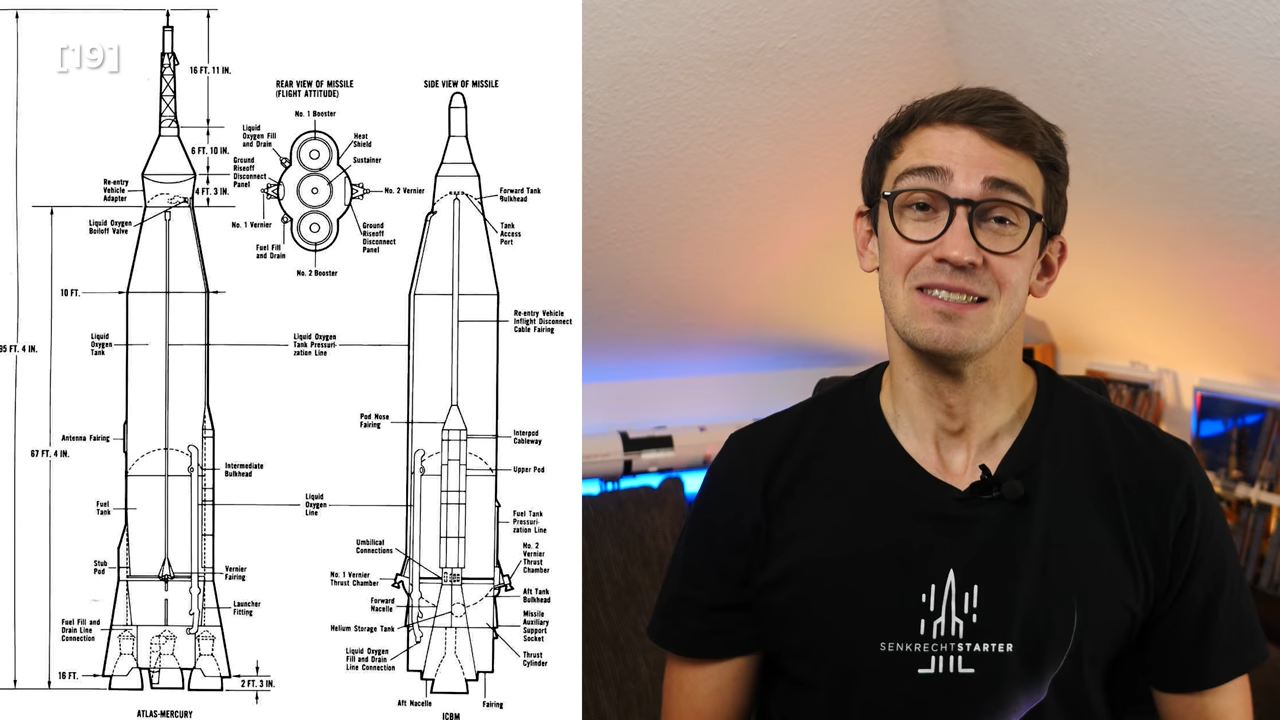 [19]
16 FT. 11 IN.
6 FT. 10 IN.
Re-entry
Vehicle
Adapter
4 FT. 3 IN.
Liquid Oxygen
Boiloff Valve
10 FT.
Liquid
Oxygen
Tank
95 FT. 4 IN.
Antenna Fairing
67 FT. 4 IN.
Intermediate
Bulkhead
Fuel
Tank
Stub
Pod
Vernier
Fairing
Launcher
Fitting
Fuel Fill and
Drain Line
Connection
16 FT.
2 FT. 3 IN.
ATLAS-MERCURY
REAR VIEW OF MISSILE
(FLIGHT ATTITUDE)
No. 1 Booster
Liquid
Oxygen Fill
and Drain
Heat
Shield
Ground
Riseoff
Disconnect
Panel
Sustainer
No. 2 Vernier
No. 1 Vernier
Fuel Fill
and Drain
Ground
Riseoff
Disconnect
Panel
No. 2 Booster
Liquid Oxygen
Tank Pressuri-
zation Line
Liquid
Oxygen
Line
SIDE VIEW OF MISSILE
Forward Tank
Bulkhead
Tank
Access
Port
Re-entry Vehicle
Inflight Disconnect
Cable Fairing
Pod Nose
Fairing
Interpod
Cableway
Upper Pod
Fuel Tank
Pressuri-
zation Line
Umbilical
Connections
No. 2
Vernier
Thrust
Chamber
No. 1 Vernier
Thrust Chamber
Aft Tank
Bulkhead
Forward
Nacelle
Helium Storage Tank
Missile
Auxiliary
Support
Socket
Liquid Oxygen
Fill and Drain
Line Connection
Thrust
Cylinder
Aft Nacelle
Fairing
ICBM
SENKRECHTSTARTER